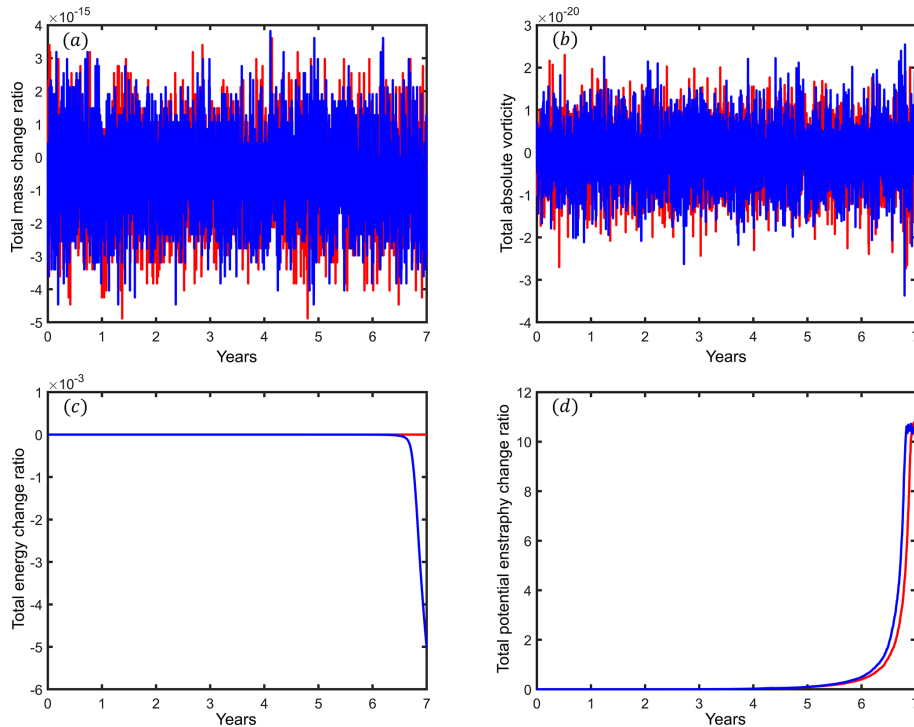 ×10-15
(a)
Total mass change ratio
4
3
2
1
0
-1
-2
-3
-4
-5
0 1 2 3 4 5 6 7
Years
×10-20
(b)
Total absolute vorticity
3
2
1
0
-1
-2
-3
-4
0 1 2 3 4 5 6 7
Years
×10-3
(c)
Total energy change ratio
1
0
-1
-2
-3
-4
-5
-6
0 1 2 3 4 5 6 7
Years
(d)
Total potential enstraphy change ratio
12
10
8
6
4
2
0
0 1 2 3 4 5 6 7
Years